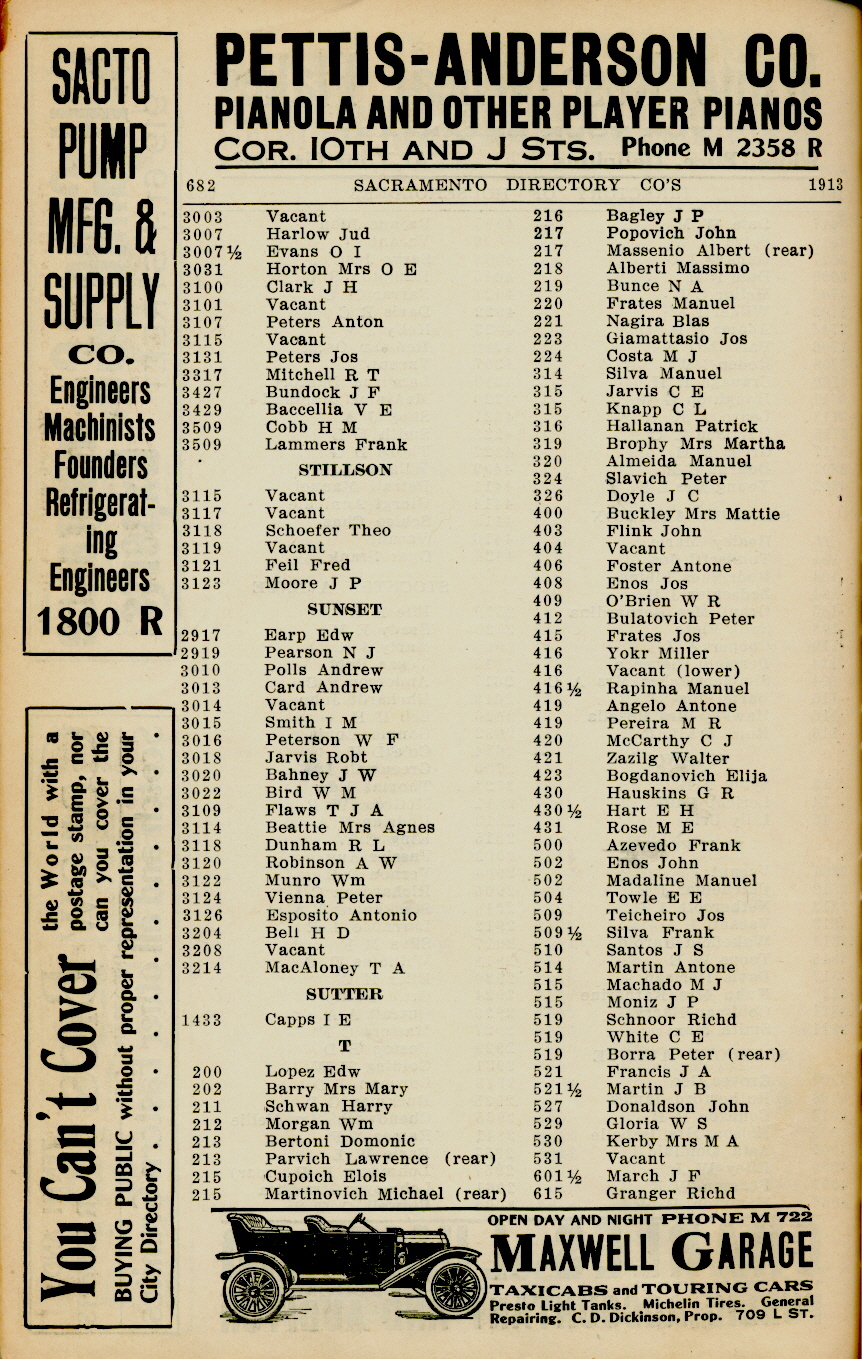 PETTIS-ANDERSON CO.
PIANOLA AND OTHER PLAYER PIANOS
COR. 10TH AND J STS. Phone M 2358 R
SACTO
PUMP
MFG. &
SUPPLY
CO.
Engineers
Machinists
Founders
Refrigerat-
ing
Engineers
1800 R
You Can't Cover the World with a
postage stamp, nor
can you cover the
BUYING PUBLIC without proper representation in your
City Directory . . . . . . . . . . .
682 SACRAMENTO DIRECTORY CO'S 1913
3003 Vacant
3007 Harlow Jud
3007½ Evans O I
3031 Horton Mrs O E
3100 Clark J H
3101 Vacant
3107 Peters Anton
3115 Vacant
3131 Peters Jos
3317 Mitchell R T
3427 Bundock J F
3429 Baccellia V E
3509 Cobb H M
3509 Lammers Frank
STILLSON
3115 Vacant
3117 Vacant
3118 Schoefer Theo
3119 Vacant
3121 Feil Fred
3123 Moore J P
SUNSET
2917 Earp Edw
2919 Pearson N J
3010 Polls Andrew
3013 Card Andrew
3014 Vacant
3015 Smith I M
3016 Peterson W F
3018 Jarvis Robt
3020 Bahney J W
3022 Bird W M
3109 Flaws T J A
3114 Beattie Mrs Agnes
3118 Dunham R L
3120 Robinson A W
3122 Munro Wm
3124 Vienna Peter
3126 Esposito Antonio
3204 Bell H D
3208 Vacant
3214 MacAloney T A
SUTTER
1433 Capps I E
T
200 Lopez Edw
202 Barry Mrs Mary
211 Schwan Harry
212 Morgan Wm
213 Bertoni Domonic
213 Parvich Lawrence (rear)
215 Cupoich Elois
215 Martinovich Michael (rear)
216 Bagley J P
217 Popovich John
217 Massenio Albert (rear)
218 Alberti Massimo
219 Bunce N A
220 Frates Manuel
221 Nagira Blas
223 Giamattasio Jos
224 Costa M J
314 Silva Manuel
315 Jarvis C E
315 Knapp C L
316 Hallanan Patrick
319 Brophy Mrs Martha
320 Almeida Manuel
324 Slavich Peter
326 Doyle J C
400 Buckley Mrs Mattie
403 Flink John
404 Vacant
406 Foster Antone
408 Enos Jos
409 O'Brien W R
412 Bulatovich Peter
415 Frates Jos
416 Yokr Miller
416 Vacant (lower)
416½ Rapinha Manuel
419 Angelo Antone
419 Pereira M R
420 McCarthy C J
421 Zazilg Walter
423 Bogdanovich Elija
430 Hauskins G R
430½ Hart E H
431 Rose M E
500 Azevedo Frank
502 Enos John
502 Madaline Manuel
504 Towle E E
509 Teicheiro Jos
509½ Silva Frank
510 Santos J S
514 Martin Antone
515 Machado M J
515 Moniz J P
519 Schnoor Richd
519 White C E
519 Borra Peter (rear)
521 Francis J A
521½ Martin J B
527 Donaldson John
529 Gloria W S
530 Kerby Mrs M A
531 Vacant
601½ March J F
615 Granger Richd
OPEN DAY AND NIGHT PHONE M 722
MAXWELL GARAGE
TAXICABS and TOURING CARS
Presto Light Tanks. Michelin Tires. General
Repairing. C. D. Dickinson, Prop. 709 L ST.